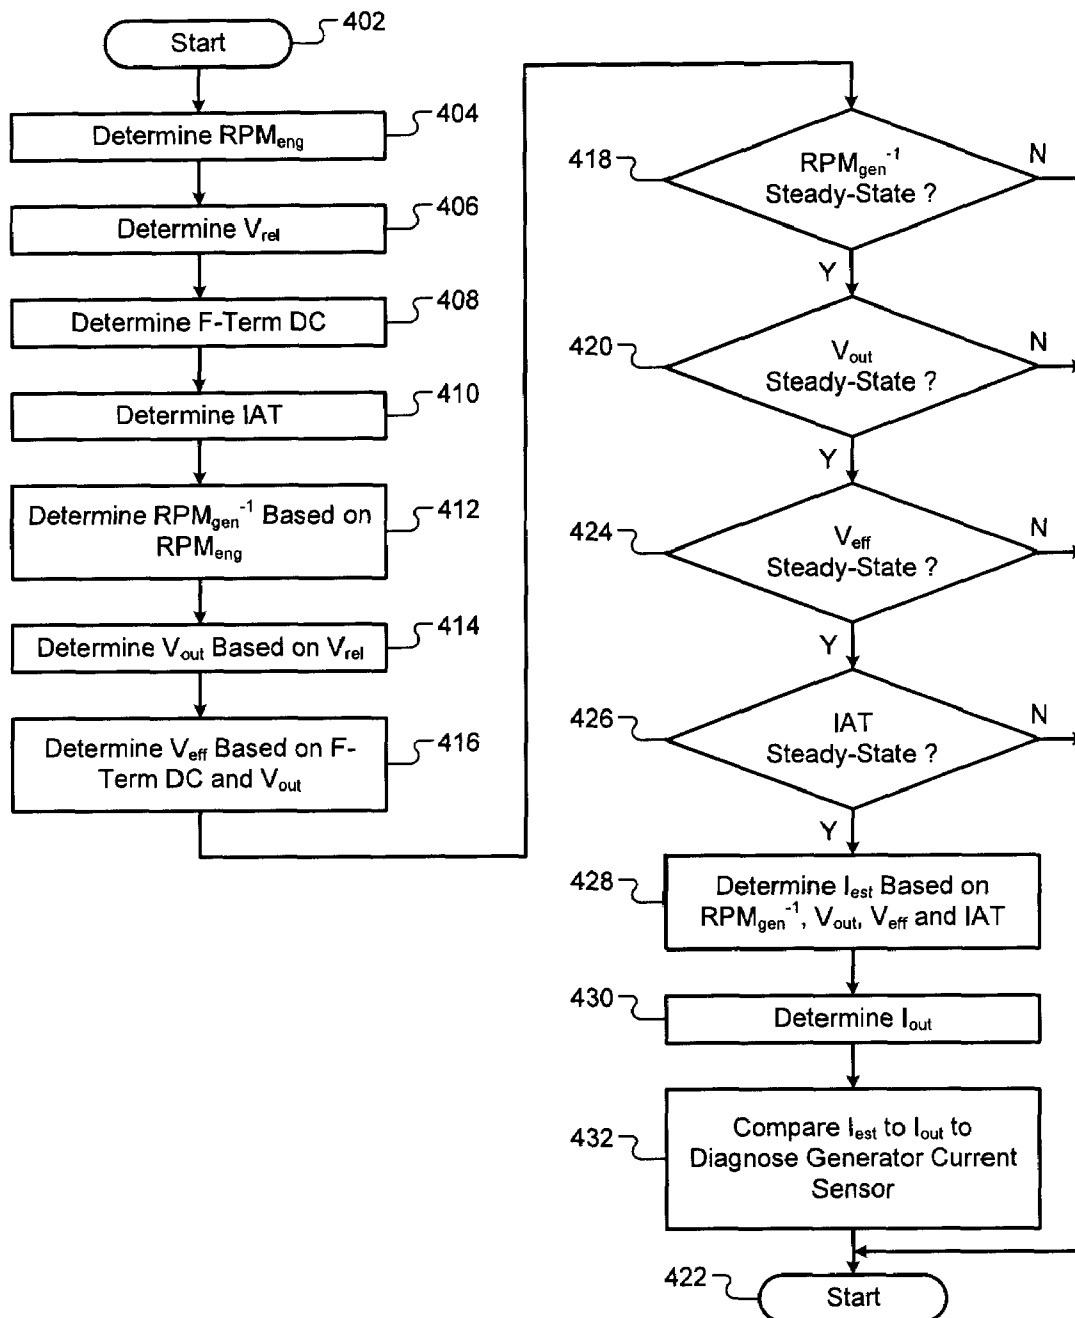 Start
402
Determine RPMeng
404
Determine Vrel
406
Determine F-Term DC
408
Determine IAT
410
Determine RPMgen⁻¹ Based on
RPMeng
412
Determine Vout Based on Vrel
414
Determine Veff Based on F-
Term DC and Vout
416
418
RPMgen⁻¹
Steady-State ?
N
Y
420
Vout
Steady-State ?
N
Y
424
Veff
Steady-State ?
N
Y
426
IAT
Steady-State ?
N
Y
428
Determine Iest Based on
RPMgen⁻¹, Vout, Veff and IAT
430
Determine Iout
432
Compare Iest to Iout to
Diagnose Generator Current
Sensor
422
Start